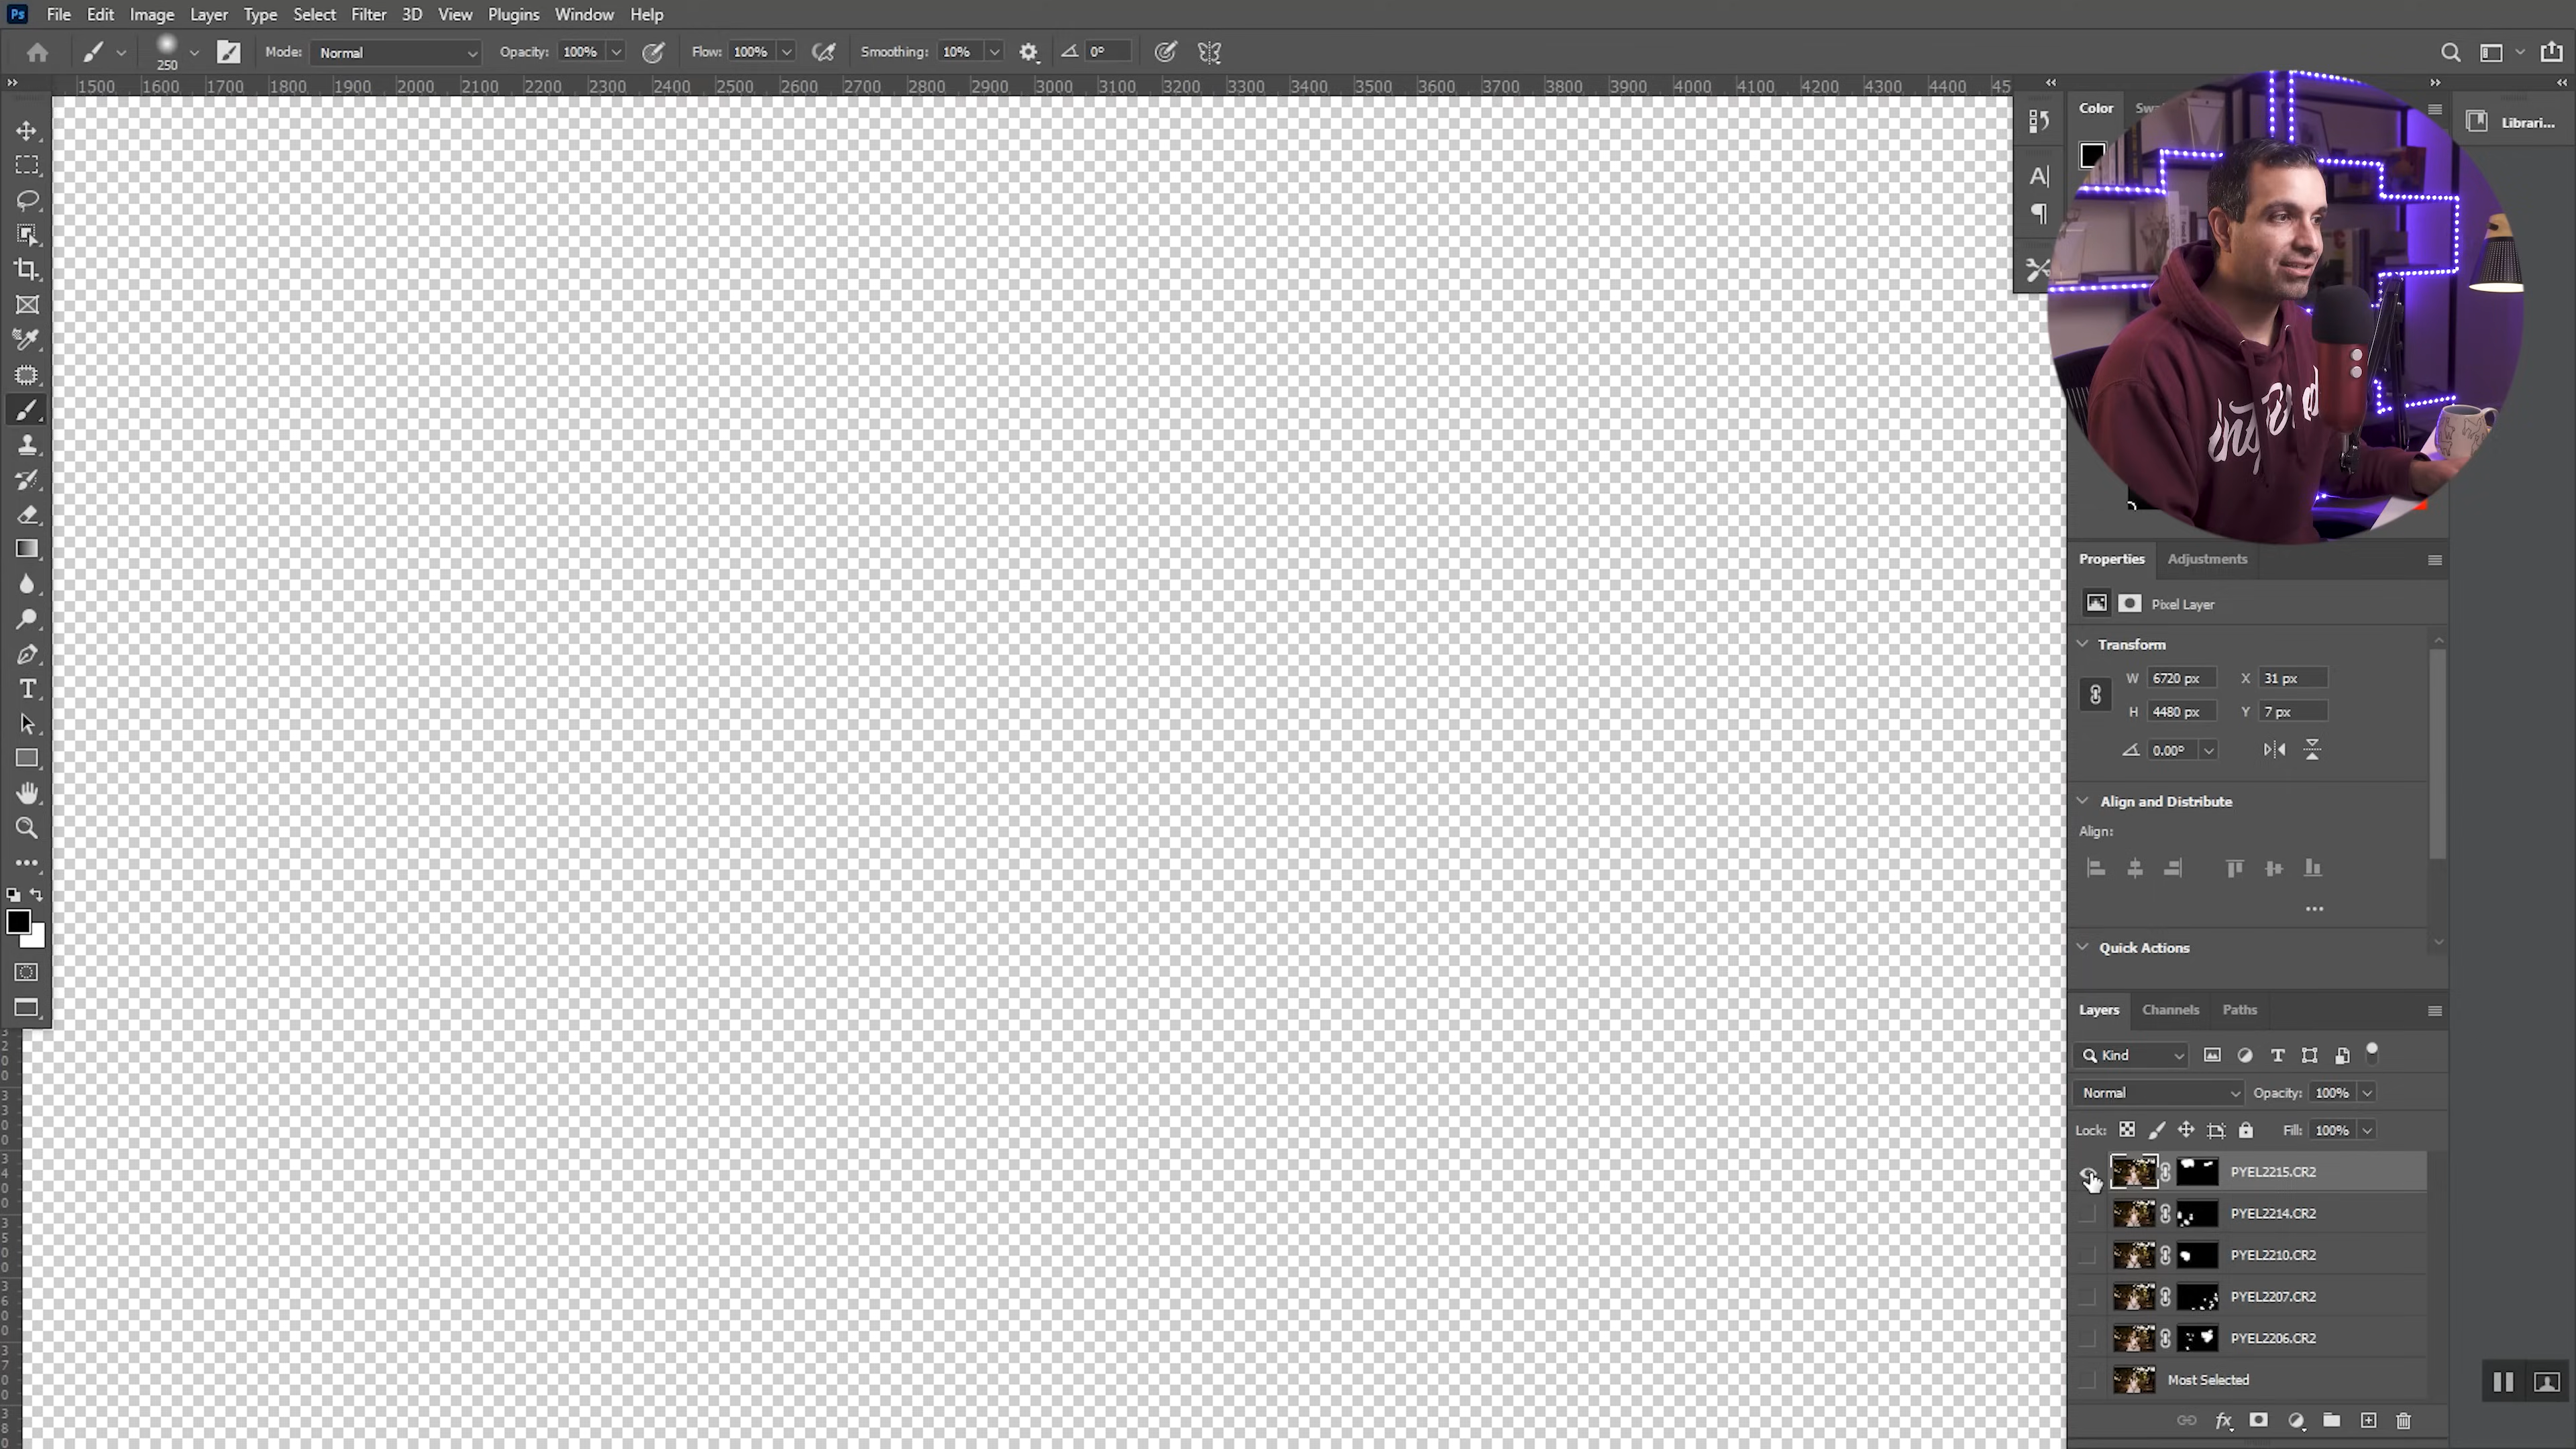 Ps File Edit Image Layer Type Select Filter 3D View Plugins Window Help
250 Mode: Normal Opacity: 100% Flow: 100% Smoothing: 10% 0°
1500 1600 1700 1800 1900 2000 2100 2200 2300 2400 2500 2600 2700 2800 2900 3000 3100 3200 3300 3400 3500 3600 3700 3800 3900 4000 4100 4200 4300 4400 45
Color
Librari...
Properties Adjustments
Pixel Layer
Transform
W 6720 px X 31 px
H 4480 px Y 7 px
0.00°
Align and Distribute
Align:
Quick Actions
Layers Channels Paths
Kind
Normal Opacity: 100%
Lock: Fill: 100%
PYEL2215.CR2
PYEL2214.CR2
PYEL2210.CR2
PYEL2207.CR2
PYEL2206.CR2
Most Selected
fx